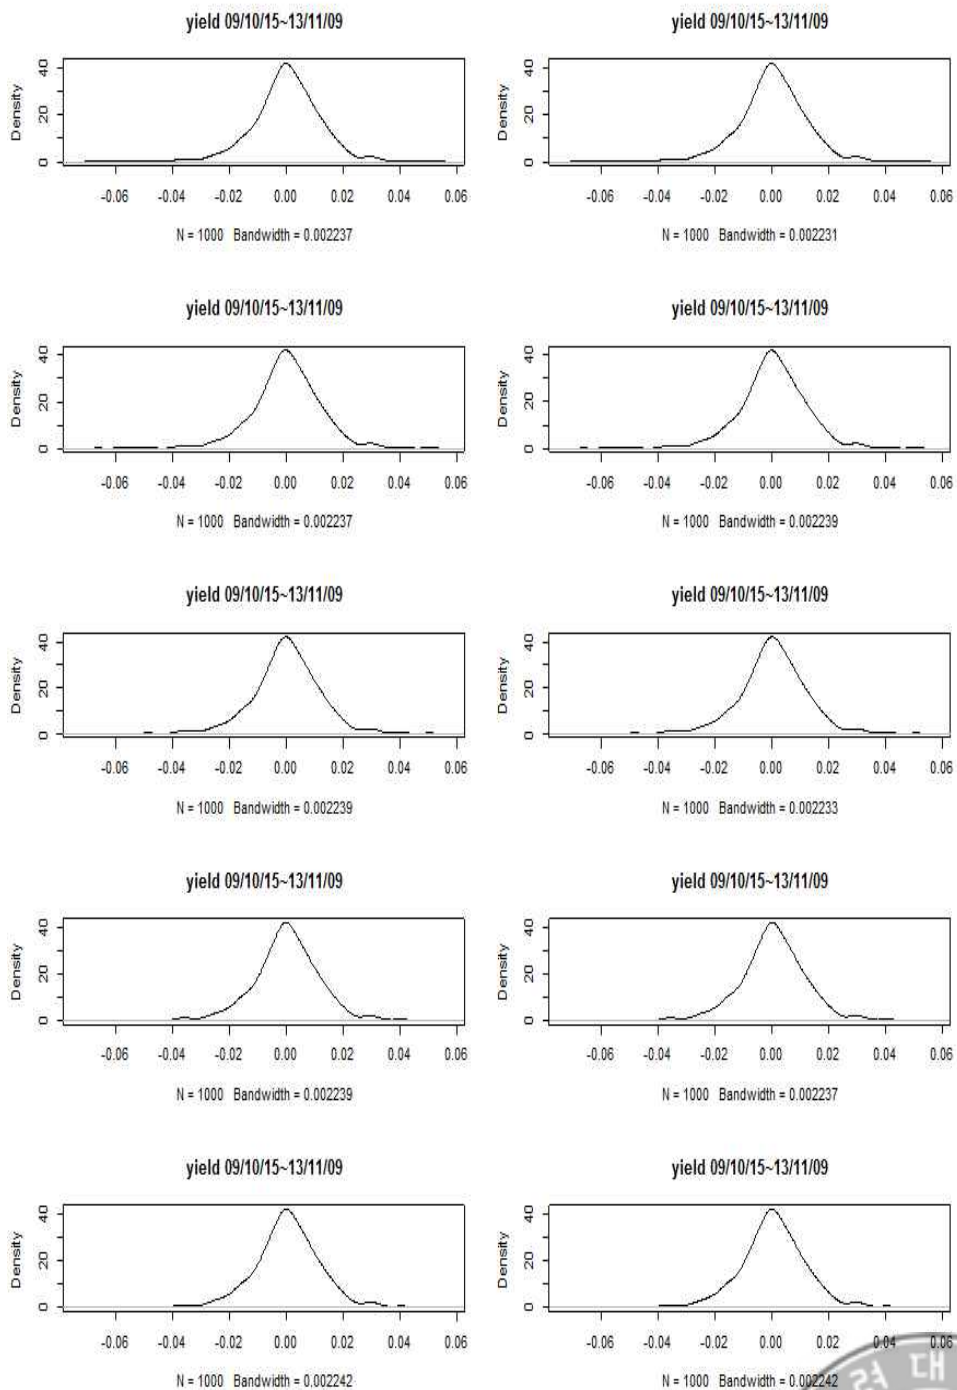 yield 09/10/15~13/11/09 yield 09/10/15~13/11/09
Density 0 20 40 Density 0 20 40
-0.06 -0.04 -0.02 0.00 0.02 0.04 0.06 -0.06 -0.04 -0.02 0.00 0.02 0.04 0.06
N = 1000 Bandwidth = 0.002237 N = 1000 Bandwidth = 0.002231
yield 09/10/15~13/11/09 yield 09/10/15~13/11/09
Density 0 20 40 Density 0 20 40
-0.06 -0.04 -0.02 0.00 0.02 0.04 0.06 -0.06 -0.04 -0.02 0.00 0.02 0.04 0.06
N = 1000 Bandwidth = 0.002237 N = 1000 Bandwidth = 0.002239
yield 09/10/15~13/11/09 yield 09/10/15~13/11/09
Density 0 20 40 Density 0 20 40
-0.06 -0.04 -0.02 0.00 0.02 0.04 0.06 -0.06 -0.04 -0.02 0.00 0.02 0.04 0.06
N = 1000 Bandwidth = 0.002239 N = 1000 Bandwidth = 0.002233
yield 09/10/15~13/11/09 yield 09/10/15~13/11/09
Density 0 20 40 Density 0 20 40
-0.06 -0.04 -0.02 0.00 0.02 0.04 0.06 -0.06 -0.04 -0.02 0.00 0.02 0.04 0.06
N = 1000 Bandwidth = 0.002239 N = 1000 Bandwidth = 0.002237
yield 09/10/15~13/11/09 yield 09/10/15~13/11/09
Density 0 20 40 Density 0 20 40
-0.06 -0.04 -0.02 0.00 0.02 0.04 0.06 -0.06 -0.04 -0.02 0.00 0.02 0.04 0.06
N = 1000 Bandwidth = 0.002242 N = 1000 Bandwidth = 0.002242
려대